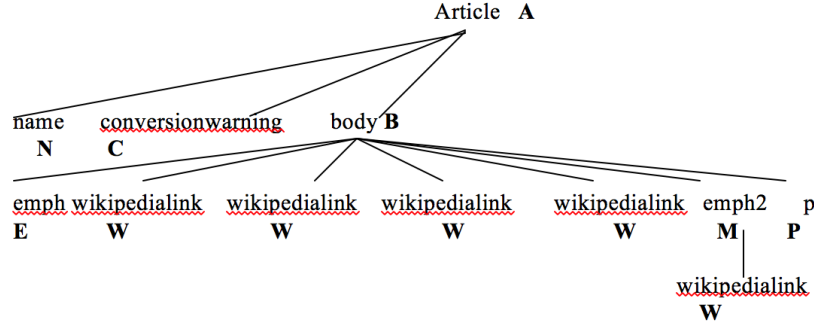 Article A
name conversionwarning body B
N C
emph wikipedialink wikipedialink wikipedialink wikipedialink emph2 p
E W W W W M P
wikipedialink
W